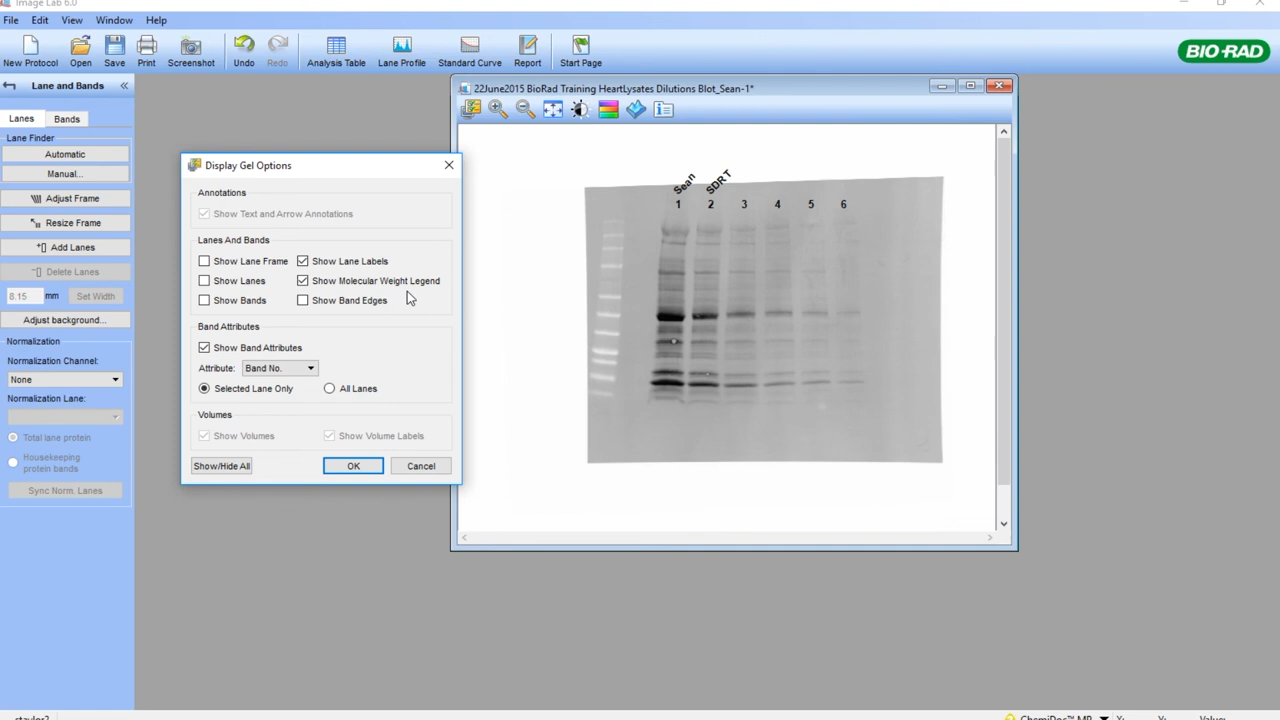 Image Lab 6.0
File Edit View Window Help
New Protocol Open Save Print Screenshot Undo Redo Analysis Table Lane Profile Standard Curve Report Start Page
BIO-RAD
Lane and Bands
Lanes Bands
Lane Finder
Automatic
Manual...
Adjust Frame
Resize Frame
Add Lanes
Delete Lanes
8.15 mm Set Width
Adjust background...
Normalization
Normalization Channel:
None
Normalization Lane:
Total lane protein
Housekeeping
protein bands
Sync Norm. Lanes
Display Gel Options
Annotations
Show Text and Arrow Annotations
Lanes And Bands
Show Lane Frame Show Lane Labels
Show Lanes Show Molecular Weight Legend
Show Bands Show Band Edges
Band Attributes
Show Band Attributes
Attribute: Band No.
Selected Lane Only All Lanes
Volumes
Show Volumes Show Volume Labels
Show/Hide All OK Cancel
22June2015 BioRad Training HeartLysates Dilutions Blot_Sean-1*
Sean SDRT
1 2 3 4 5 6
staylor2 ChemiDoc™ MP X: Y: Value: